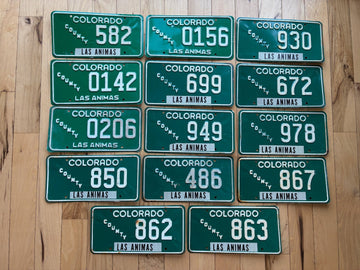 COLORADO
COUNTY 582
LAS ANIMAS
COLORADO
COUNTY 0156
LAS ANIMAS
COLORADO
COUNTY 930
LAS ANIMAS
COLORADO
COUNTY 0142
LAS ANIMAS
COLORADO
COUNTY 699
LAS ANIMAS
COLORADO
COUNTY 672
LAS ANIMAS
COLORADO
COUNTY 0206
LAS ANIMAS
COLORADO
COUNTY 949
LAS ANIMAS
COLORADO
COUNTY 978
LAS ANIMAS
COLORADO
COUNTY 850
LAS ANIMAS
COLORADO
COUNTY 486
LAS ANIMAS
COLORADO
COUNTY 867
LAS ANIMAS
COLORADO
COUNTY 862
LAS ANIMAS
COLORADO
COUNTY 863
LAS ANIMAS